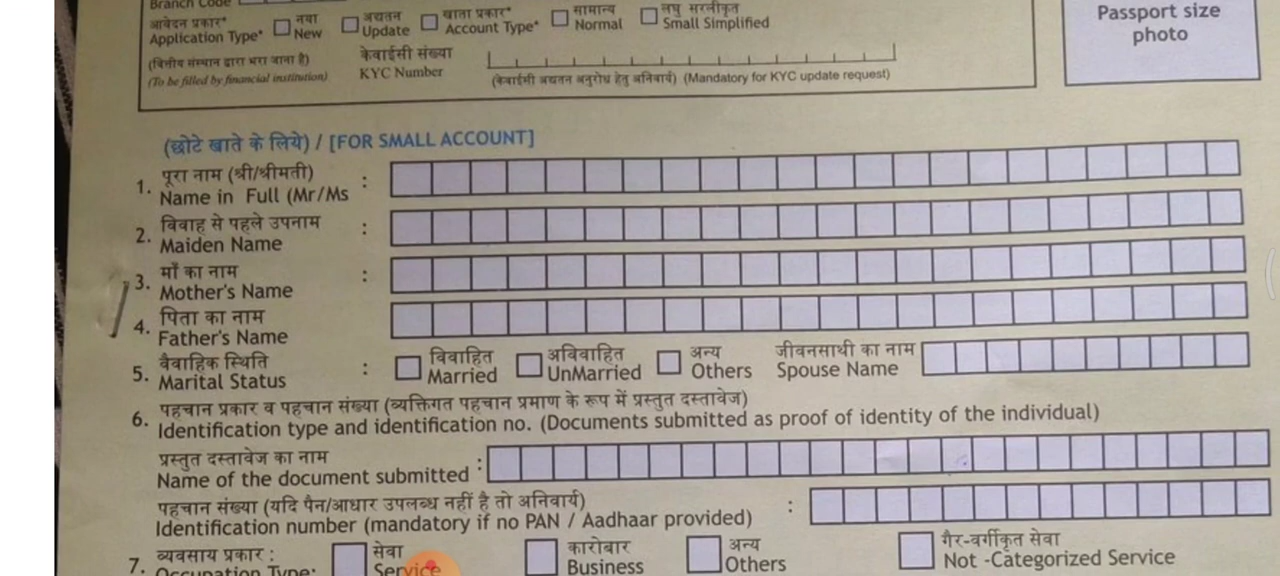 Branch Code
आवेदन प्रकार* नया अद्यतन खाता प्रकार* सामान्य लघु सरलीकृत
Application Type* New Update Account Type* Normal Small Simplified
(वित्तीय संस्थान द्वारा भरा जाना है) केवाईसी संख्या
(To be filled by financial institution) KYC Number
(केवाईसी अद्यतन अनुरोध हेतु अनिवार्य) (Mandatory for KYC update request)
Passport size
photo
(छोटे खाते के लिये) / [FOR SMALL ACCOUNT]
1. पूरा नाम (श्री/श्रीमती) :
Name in Full (Mr/Ms
2. विवाह से पहले उपनाम :
Maiden Name
3. माँ का नाम :
Mother's Name
4. पिता का नाम
Father's Name
5. वैवाहिक स्थिति : विवाहित अविवाहित अन्य जीवनसाथी का नाम
Marital Status Married UnMarried Others Spouse Name
6. पहचान प्रकार व पहचान संख्या (व्यक्तिगत पहचान प्रमाण के रूप में प्रस्तुत दस्तावेज)
Identification type and identification no. (Documents submitted as proof of identity of the individual)
प्रस्तुत दस्तावेज का नाम :
Name of the document submitted
पहचान संख्या (यदि पैन/आधार उपलब्ध नहीं है तो अनिवार्य) :
Identification number (mandatory if no PAN / Aadhaar provided)
7. व्यवसाय प्रकार : सेवा कारोबार अन्य गैर-वर्गीकृत सेवा
Occupation Type* Service Business Others Not -Categorized Service